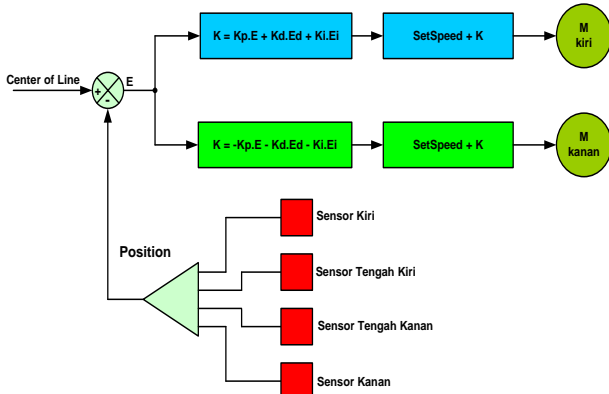 K = Kp.E + Kd.Ed + Ki.Ei
SetSpeed + K
M
kiri
Center of Line
+
-
E
K = -Kp.E - Kd.Ed - Ki.Ei
SetSpeed + K
M
kanan
Position
Sensor Kiri
Sensor Tengah Kiri
Sensor Tengah Kanan
Sensor Kanan